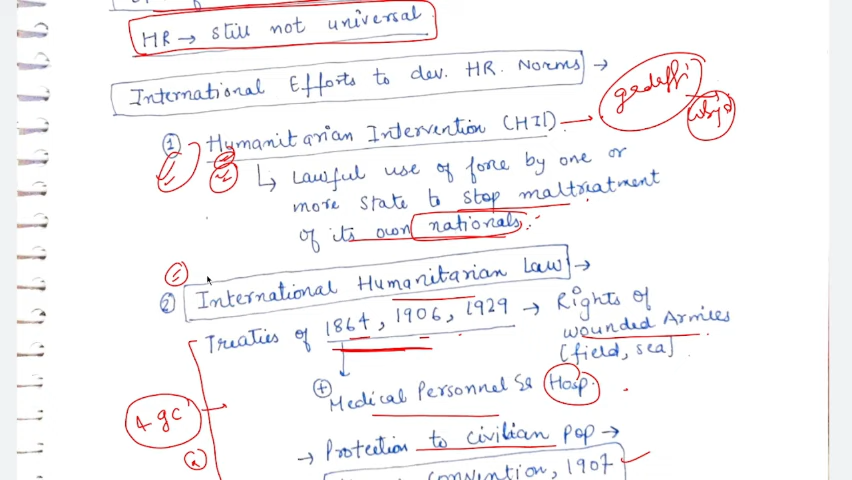 HR → still not universal
International Efforts to dev. HR. Norms →
① Humanitarian Intervention (HI) → gadaffi
Libya
↳ Lawful use of force by one or
more state to stop maltreatment
of its own nationals.
② International Humanitarian Law →
Treaties of 1864, 1906, 1929 → Rights of
wounded Armies
[field, sea]
⊕ Medical Personnel & Hosp.
4 GC'
→ Protection to civilian pop →
a
Convention, 1907